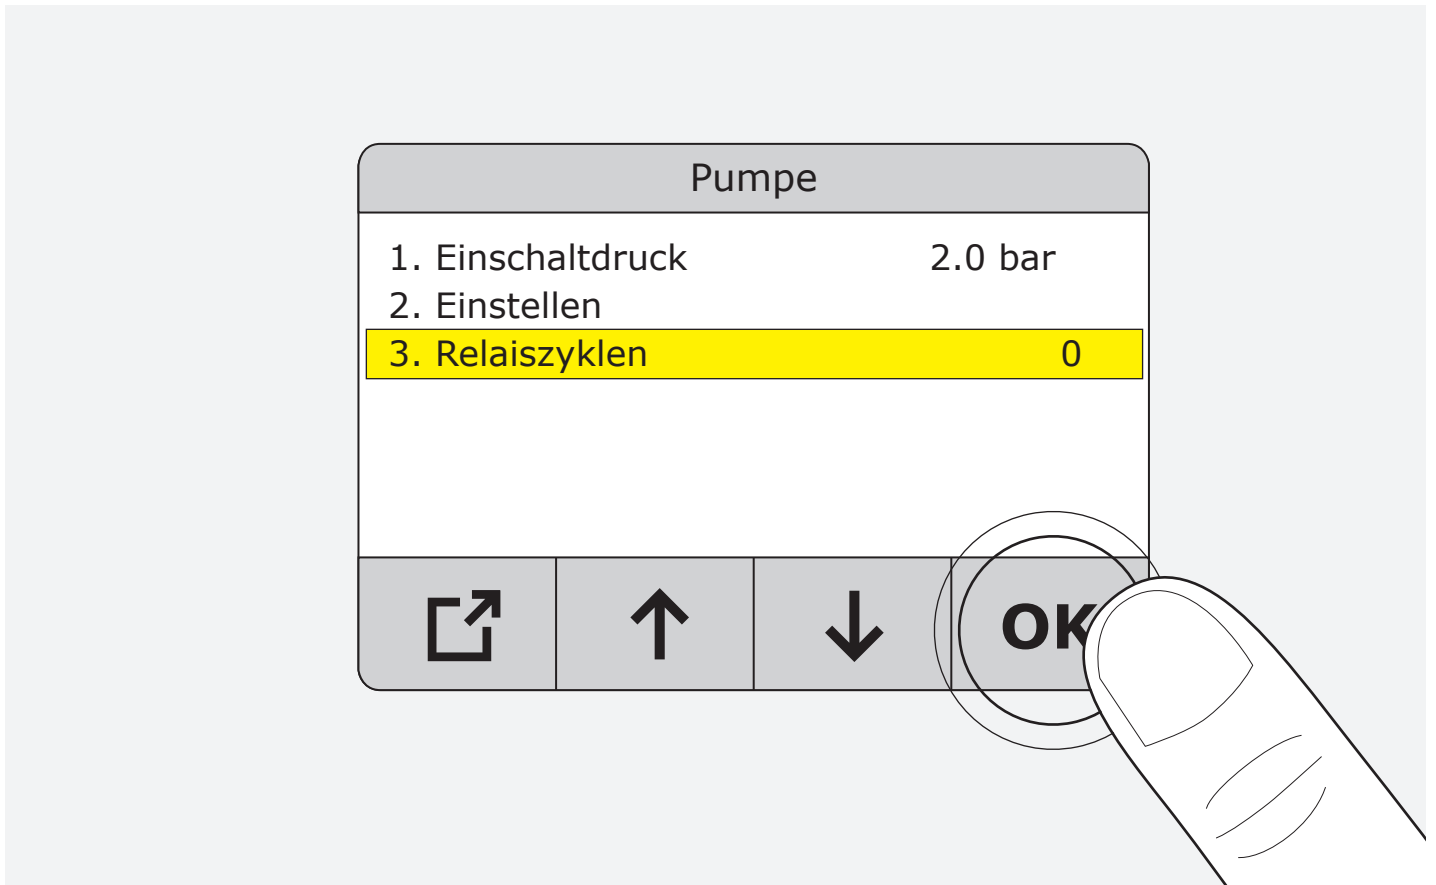 Pumpe
1. Einschaltdruck 2.0 bar
2. Einstellen
3. Relaiszyklen 0
OK